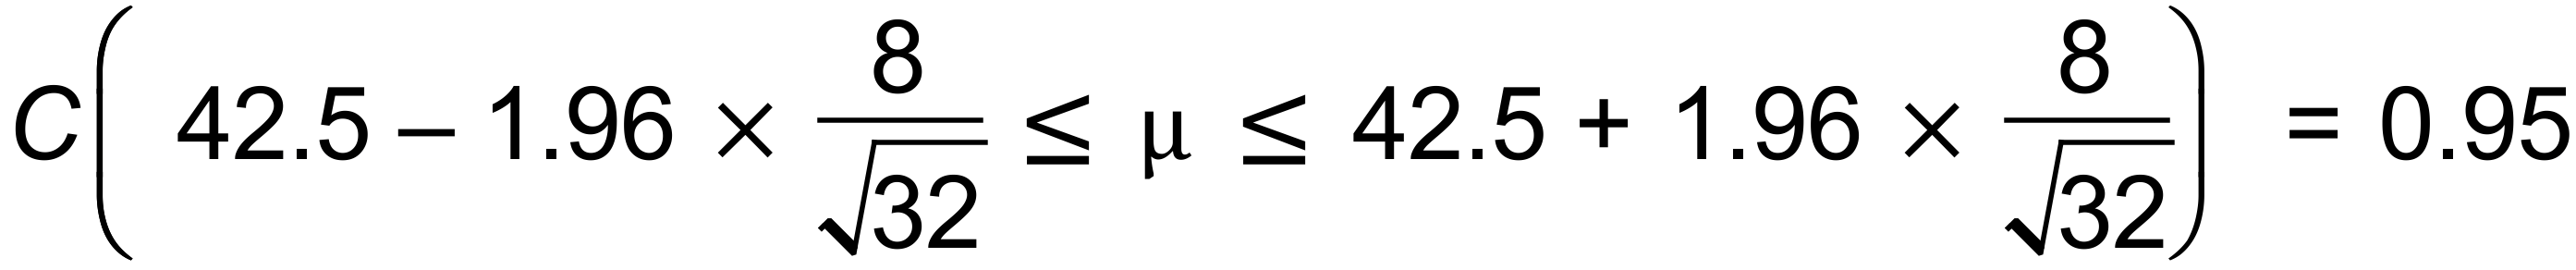 C( 42.5 – 1.96 × 8/√32 ≤ μ ≤ 42.5 + 1.96 × 8/√32 ) = 0.95